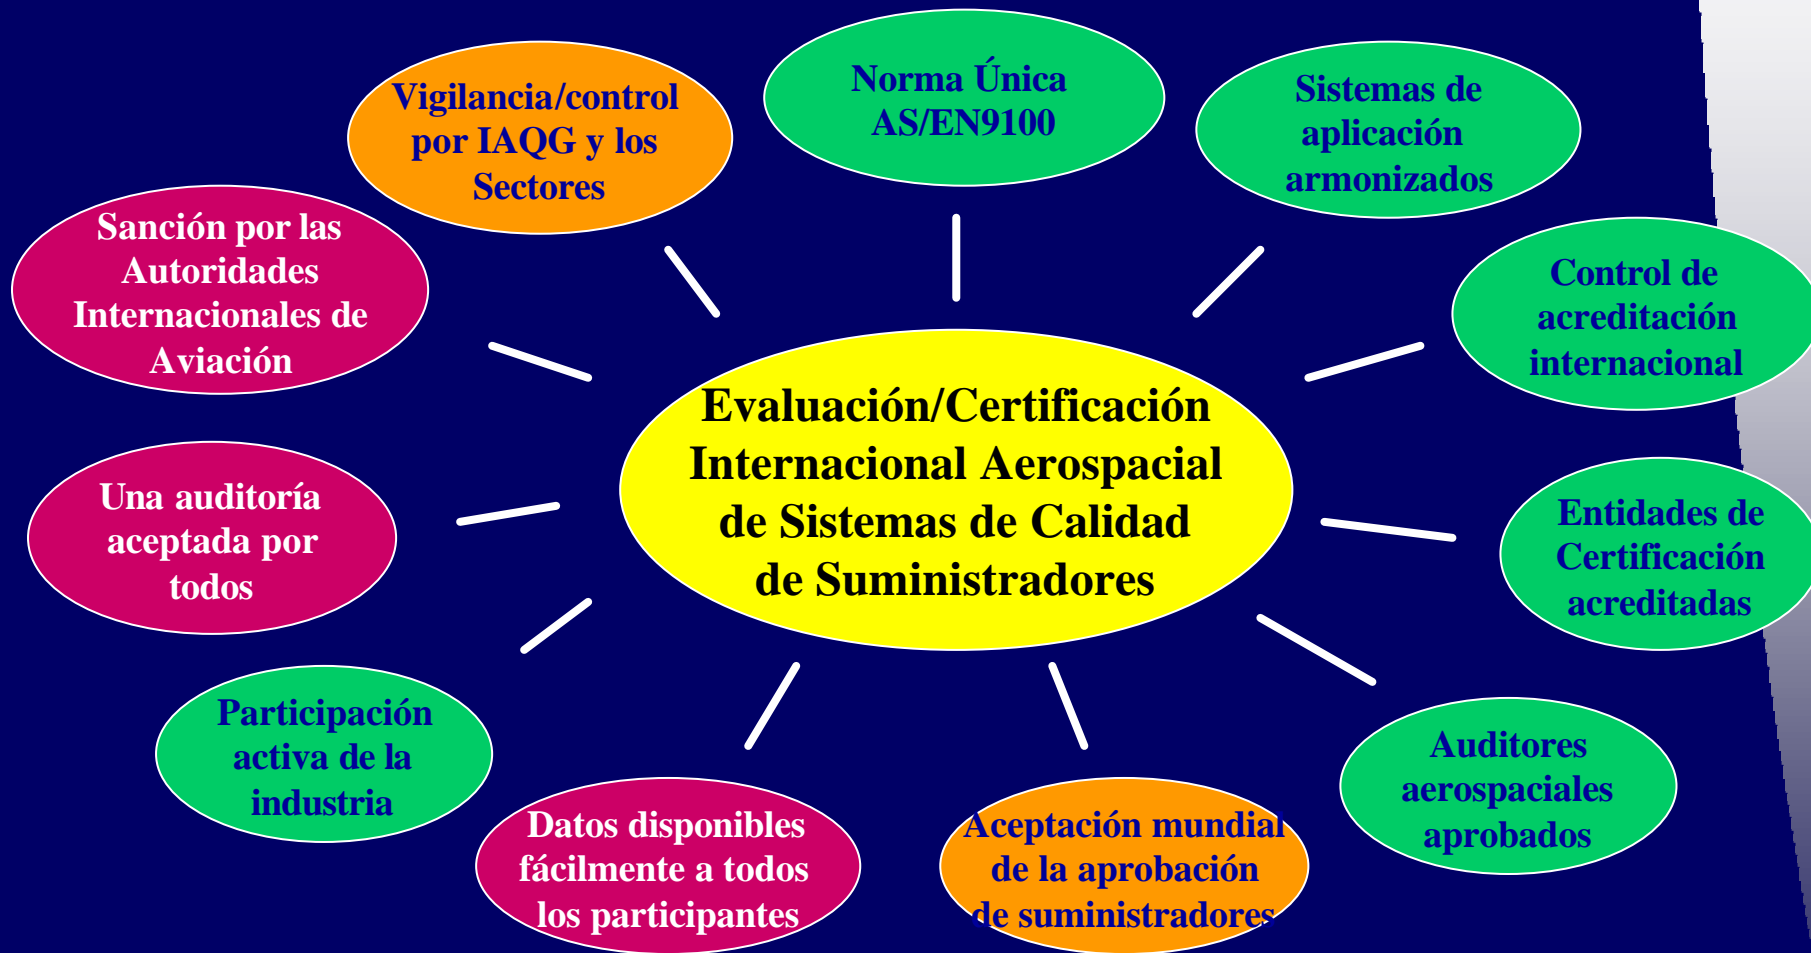 Norma Única
AS/EN9100
Sistemas de
aplicación
armonizados
Control de
acreditación
internacional
Entidades de
Certificación
acreditadas
Auditores
aerospaciales
aprobados
Aceptación mundial
de la aprobación
de suministradores
Datos disponibles
fácilmente a todos
los participantes
Participación
activa de la
industria
Una auditoría
aceptada por
todos
Sanción por las
Autoridades
Internacionales de
Aviación
Vigilancia/control
por IAQG y los
Sectores
Evaluación/Certificación
Internacional Aerospacial
de Sistemas de Calidad
de Suministradores